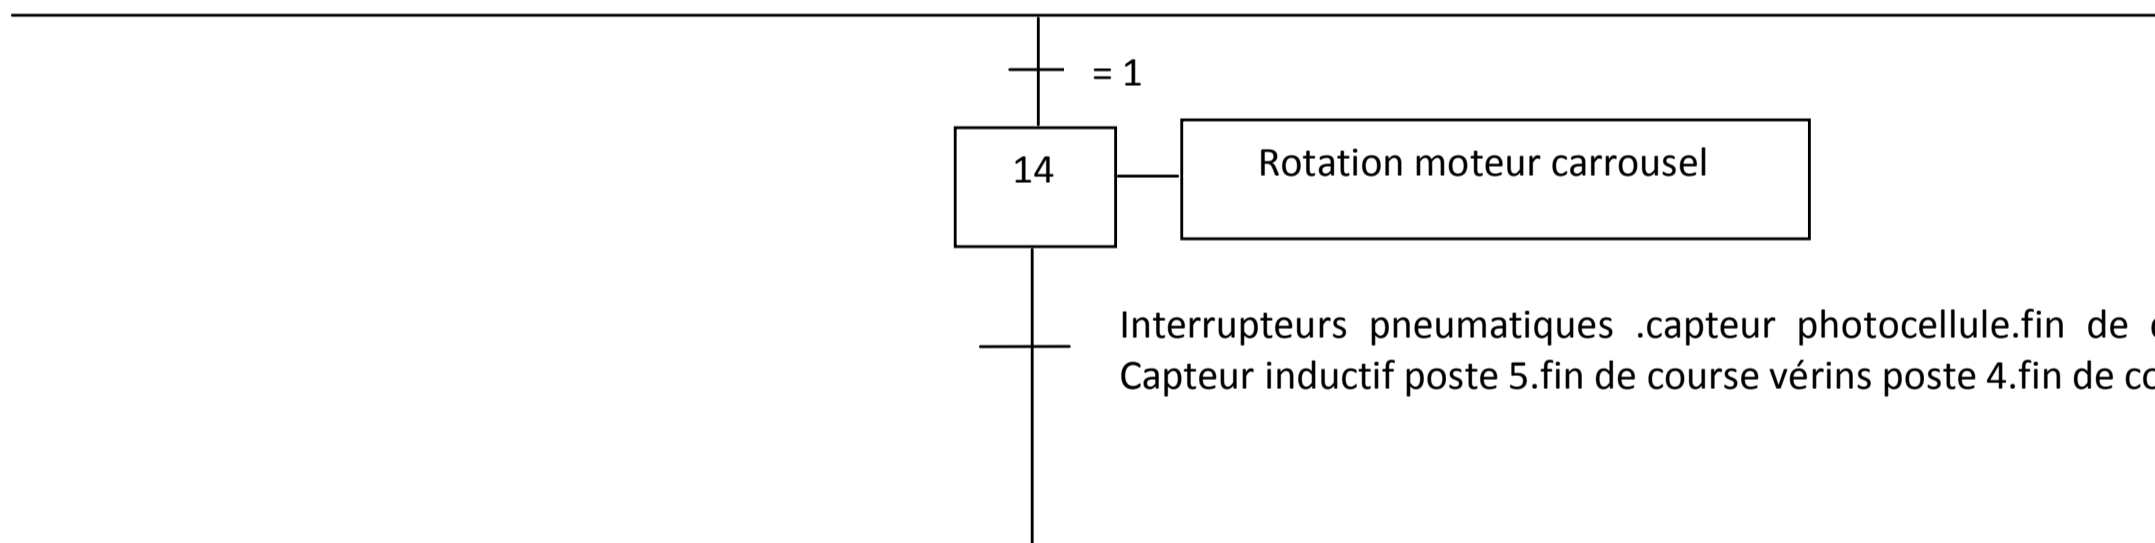 = 1
14
Rotation moteur carrousel
Interrupteurs pneumatiques .capteur photocellule.fin de
Capteur inductif poste 5.fin de course vérins poste 4.fin de